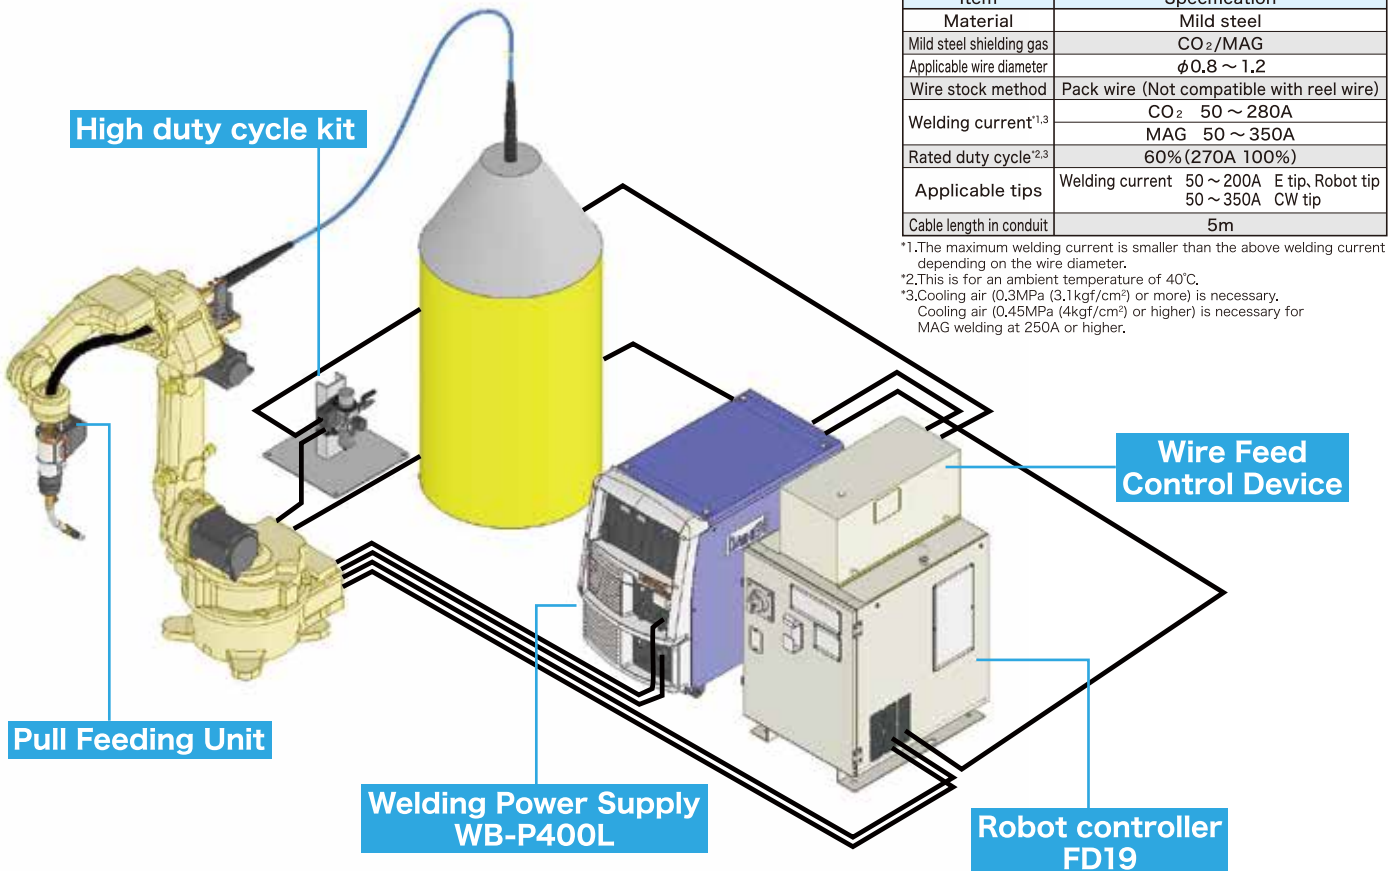 Item Specification
Material Mild steel
Mild steel shielding gas CO₂/MAG
Applicable wire diameter φ0.8～1.2
Wire stock method Pack wire (Not compatible with reel wire)
Welding current*1,3 CO₂ 50～280A
MAG 50～350A
Rated duty cycle*2,3 60%(270A 100%)
Applicable tips Welding current 50～200A E tip、Robot tip
50～350A CW tip
Cable length in conduit 5m
*1.The maximum welding current is smaller than the above welding current
depending on the wire diameter.
*2.This is for an ambient temperature of 40℃.
*3.Cooling air (0.3MPa (3.1kgf/cm²) or more) is necessary.
Cooling air (0.45MPa (4kgf/cm²) or higher) is necessary for
MAG welding at 250A or higher.
High duty cycle kit
Wire Feed
Control Device
Pull Feeding Unit
Welding Power Supply
WB-P400L
Robot controller
FD19